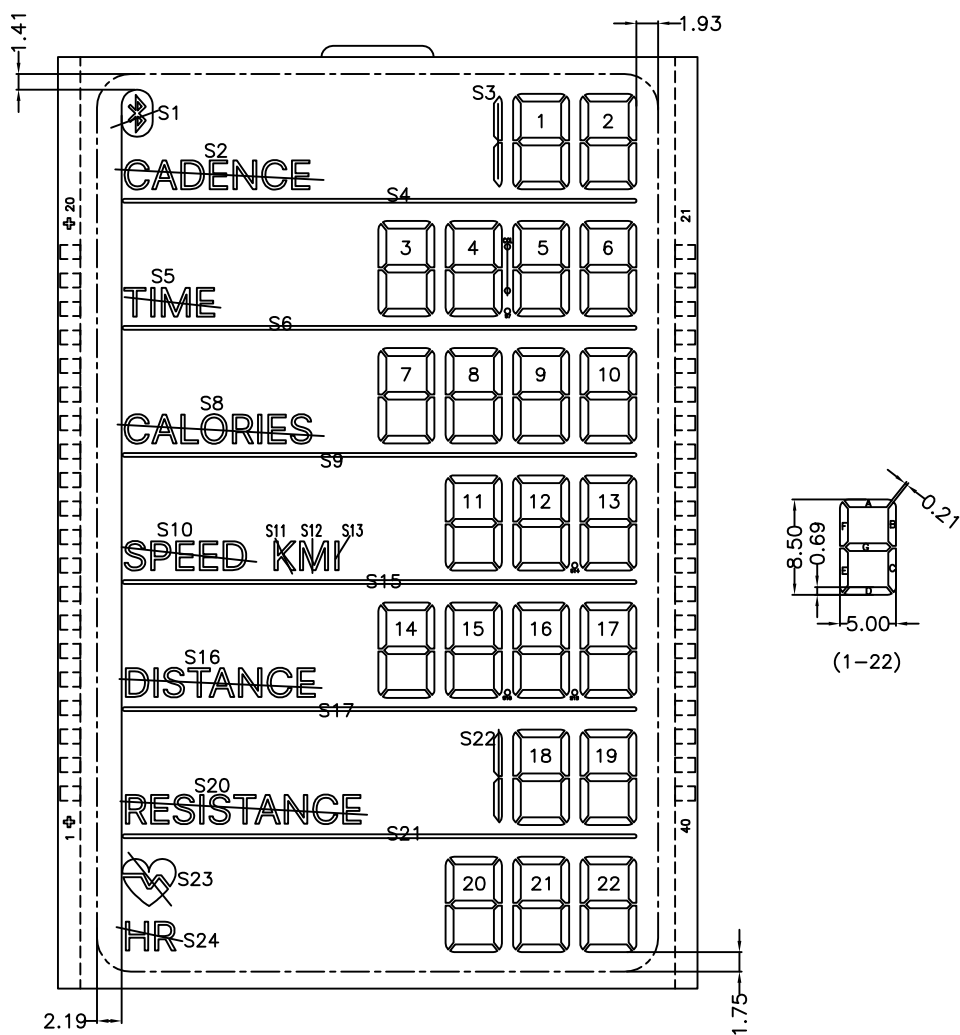 1.41
1.93
S1
S3
1 2
S2
CADENCE
S4
20
21
3 4 5 6
S5
TIME
S6
7 8 9 10
S8
CALORIES
S9
11 12 13
S10 S11 S12 S13
SPEED KMI
S15
14 15 16 17
S16
DISTANCE
S17
S22
18 19
S20
RESISTANCE
S21
1
40
S23
20 21 22
HR
S24
2.19
1.75
0.21
8.50
0.69
A
F B
G
E C
D
5.00
(1-22)